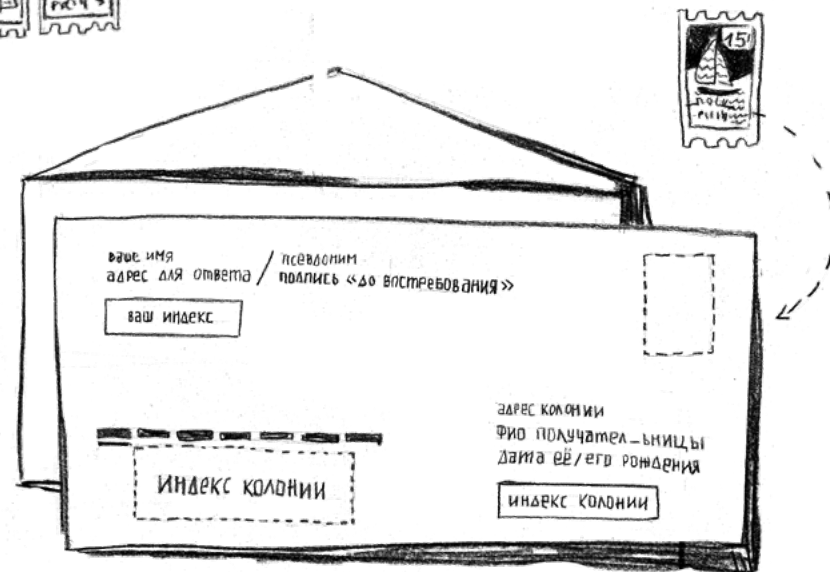 15
ваше имя / псевдоним
адрес для ответа / подпись «до востребования»
ваш индекс
адрес колонии
ФИО получател_ьницы
дата её/его рождения
индекс колонии
индекс колонии